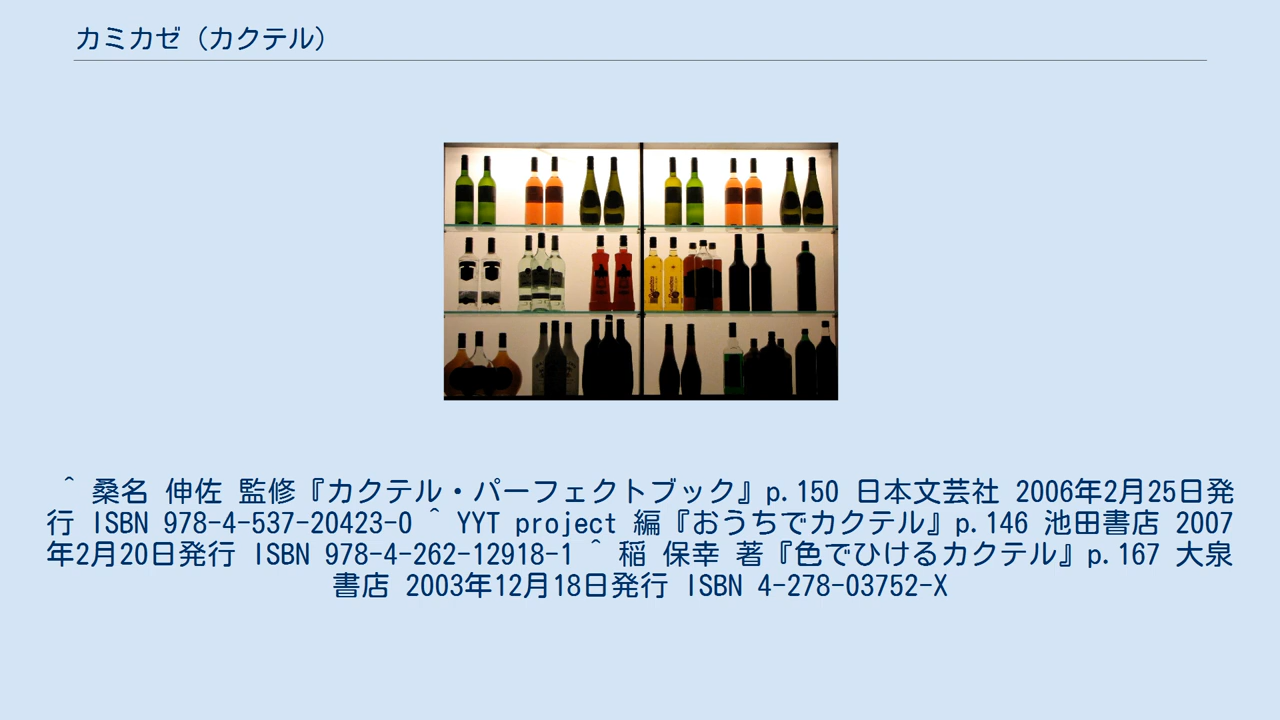 カミカゼ（カクテル）
^ 桑名 伸佐 監修『カクテル・パーフェクトブック』p.150 日本文芸社 2006年2月25日発
行 ISBN 978-4-537-20423-0 ^ YYT project 編『おうちでカクテル』p.146 池田書店 2007
年2月20日発行 ISBN 978-4-262-12918-1 ^ 稲 保幸 著『色でひけるカクテル』p.167 大泉
書店 2003年12月18日発行 ISBN 4-278-03752-X